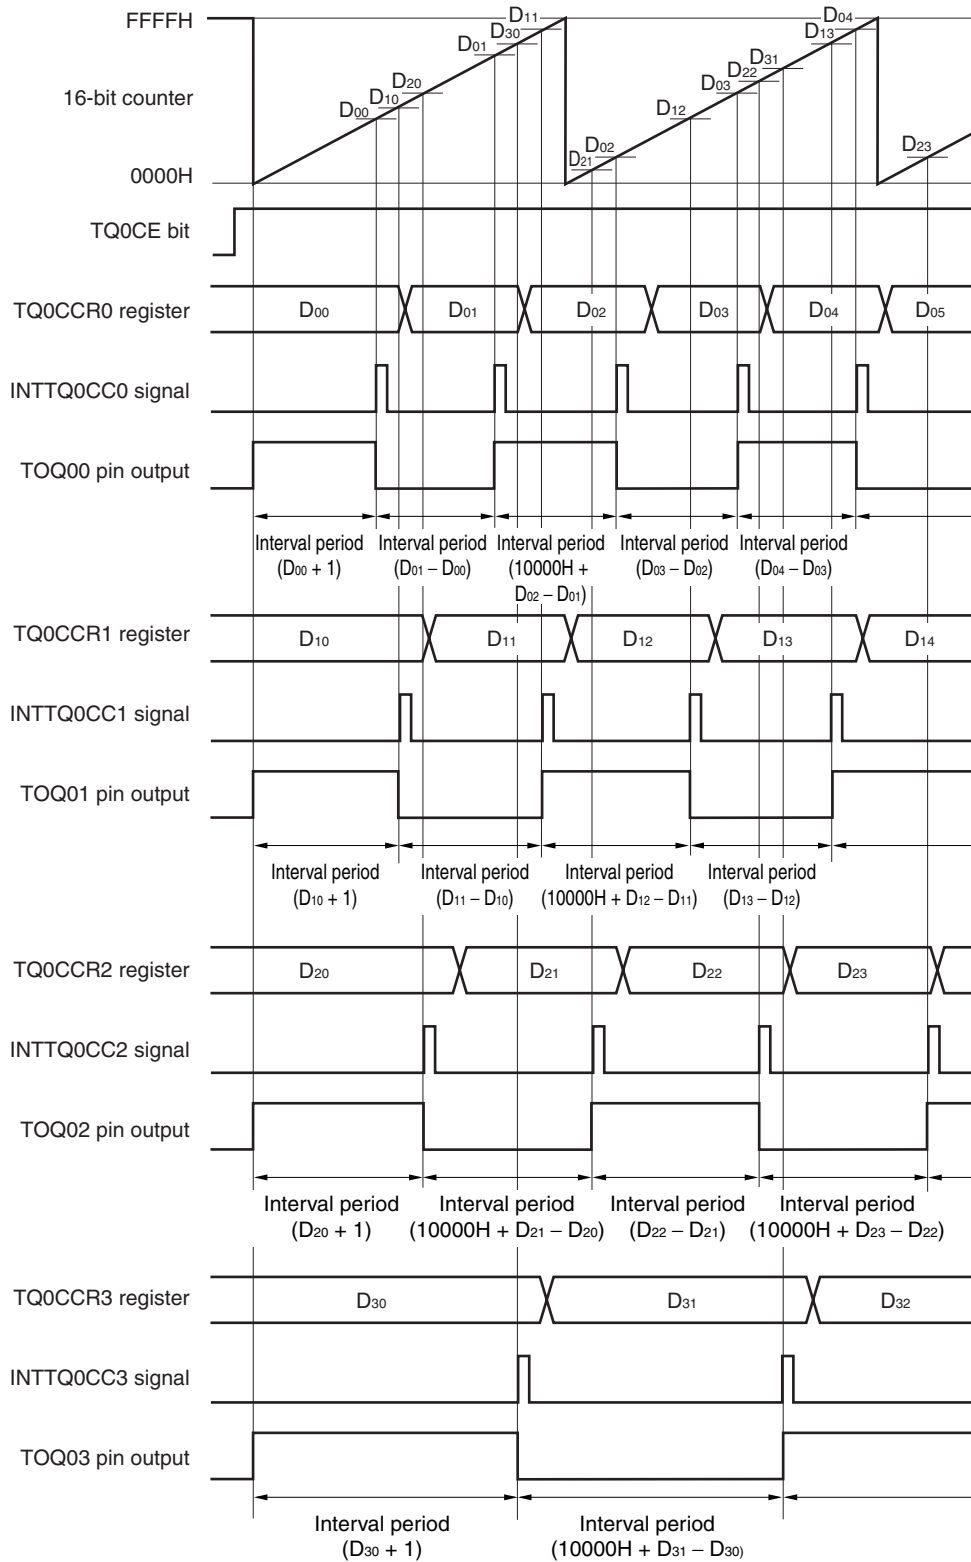 FFFFH
D11
D04
D30
D13
D01
D31
D22
D20
D03
16-bit counter
D10
D00
D12
D02
D23
D21
0000H
TQ0CE bit
TQ0CCR0 register
D00
D01
D02
D03
D04
D05
INTTQ0CC0 signal
TOQ00 pin output
Interval period
(D00 + 1)
Interval period
(D01 – D00)
Interval period
(10000H +
D02 – D01)
Interval period
(D03 – D02)
Interval period
(D04 – D03)
TQ0CCR1 register
D10
D11
D12
D13
D14
INTTQ0CC1 signal
TOQ01 pin output
Interval period
(D10 + 1)
Interval period
(D11 – D10)
Interval period
(10000H + D12 – D11)
Interval period
(D13 – D12)
TQ0CCR2 register
D20
D21
D22
D23
INTTQ0CC2 signal
TOQ02 pin output
Interval period
(D20 + 1)
Interval period
(10000H + D21 – D20)
Interval period
(D22 – D21)
Interval period
(10000H + D23 – D22)
TQ0CCR3 register
D30
D31
D32
INTTQ0CC3 signal
TOQ03 pin output
Interval period
(D30 + 1)
Interval period
(10000H + D31 – D30)